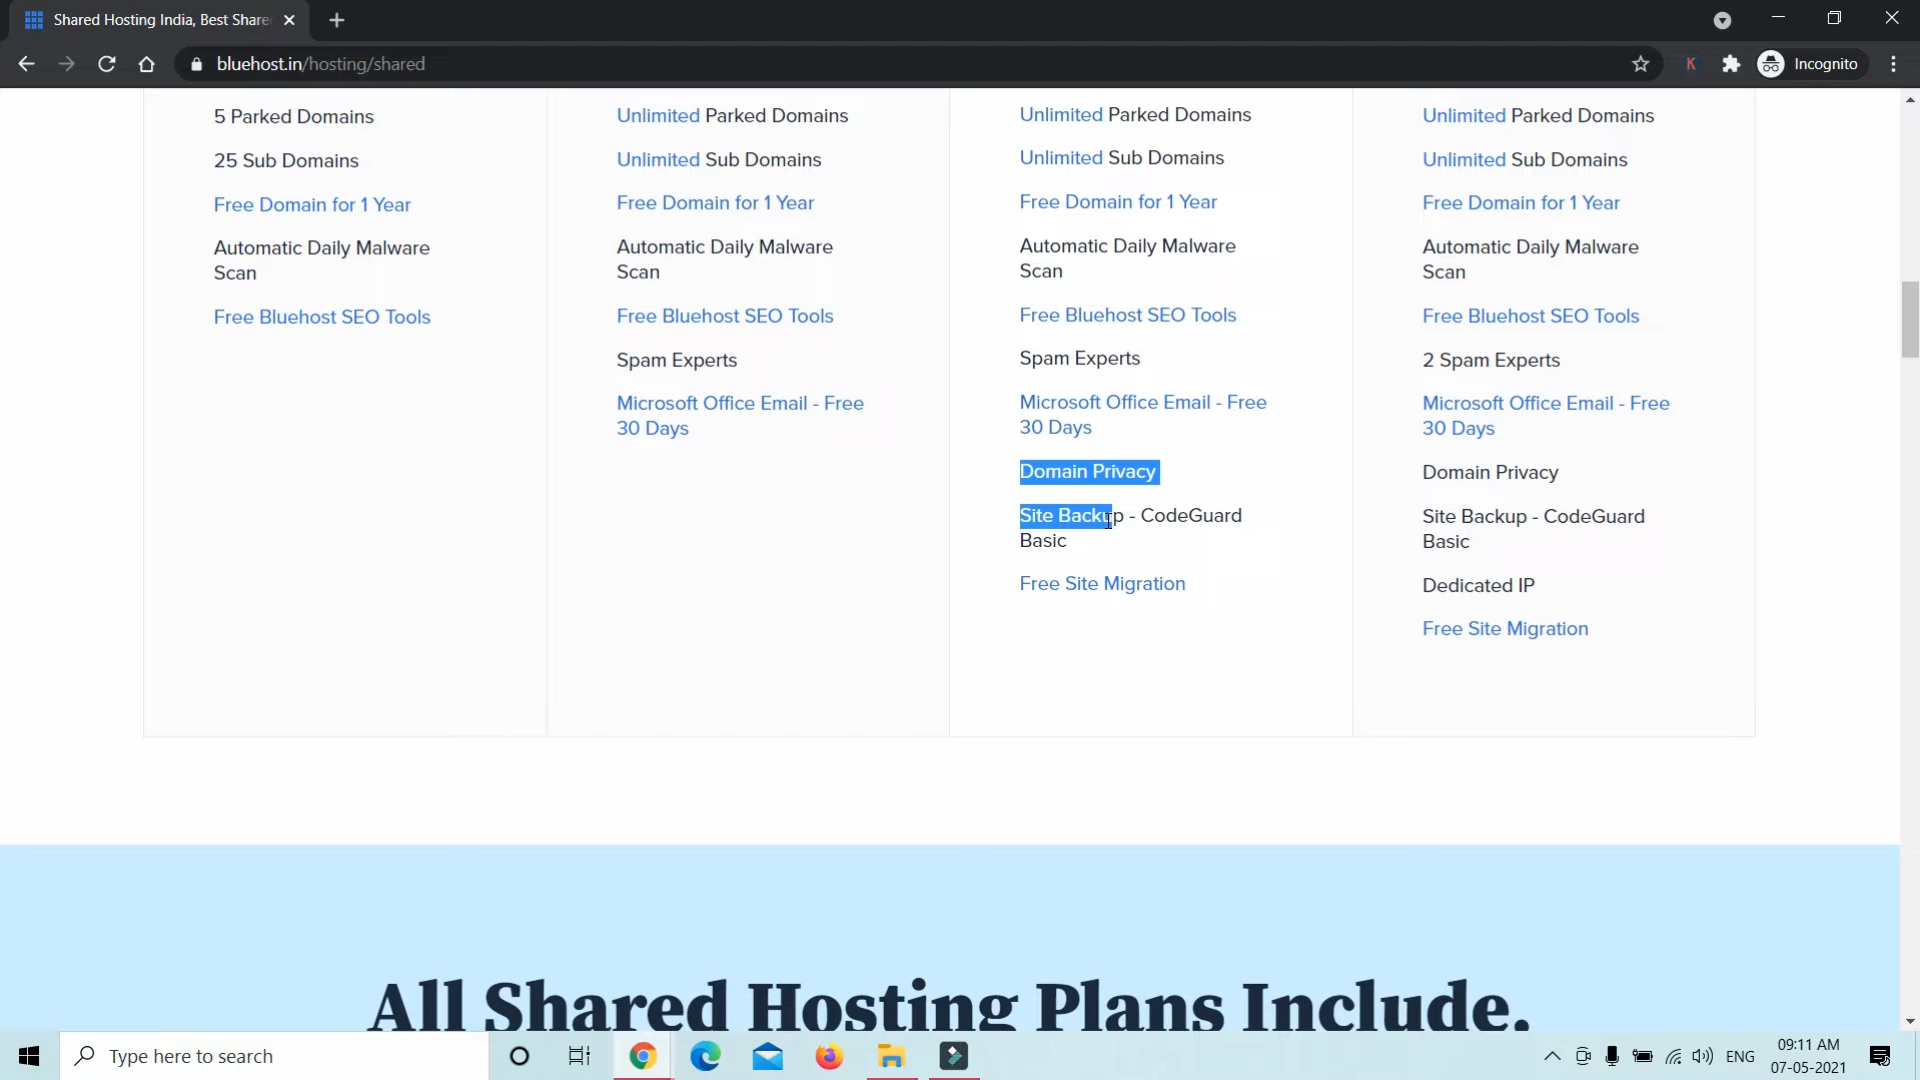 Shared Hosting India, Best Share
bluehost.in/hosting/shared
K
Incognito
5 Parked Domains
25 Sub Domains
Free Domain for 1 Year
Automatic Daily Malware
Scan
Free Bluehost SEO Tools
Unlimited Parked Domains
Unlimited Sub Domains
Free Domain for 1 Year
Automatic Daily Malware
Scan
Free Bluehost SEO Tools
Spam Experts
Microsoft Office Email - Free
30 Days
Unlimited Parked Domains
Unlimited Sub Domains
Free Domain for 1 Year
Automatic Daily Malware
Scan
Free Bluehost SEO Tools
Spam Experts
Microsoft Office Email - Free
30 Days
Domain Privacy
Site Backup - CodeGuard
Basic
Free Site Migration
Unlimited Parked Domains
Unlimited Sub Domains
Free Domain for 1 Year
Automatic Daily Malware
Scan
Free Bluehost SEO Tools
2 Spam Experts
Microsoft Office Email - Free
30 Days
Domain Privacy
Site Backup - CodeGuard
Basic
Dedicated IP
Free Site Migration
All Shared Hosting Plans Include.
Type here to search
ENG
09:11 AM
07-05-2021